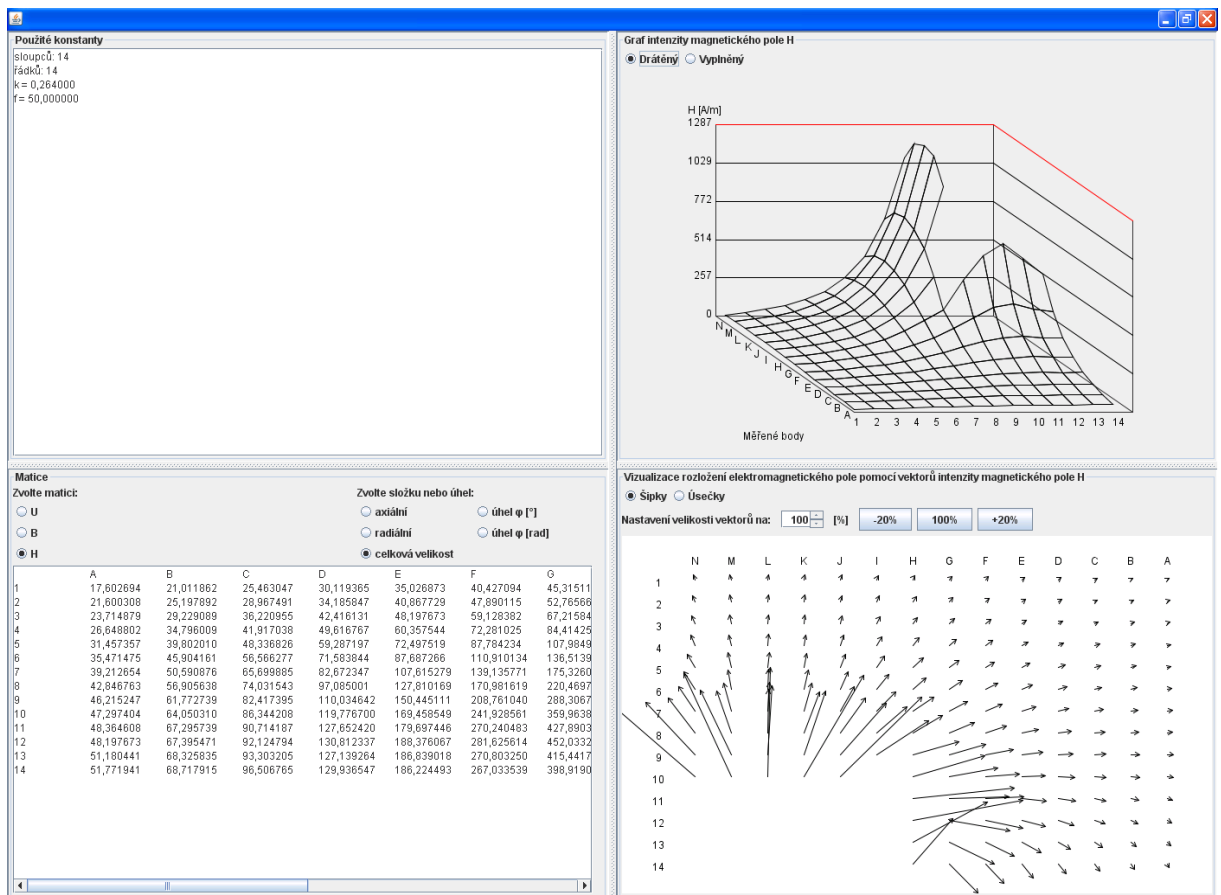 Použité konstanty
sloupců: 14
řádků: 14
k = 0,264000
f = 50,000000
Graf intenzity magnetického pole H
Drátěný Vyplněný
H [A/m]
1287
1029
772
514
257
0
N M L K J I H G F E D C B A
1 2 3 4 5 6 7 8 9 10 11 12 13 14
Měřené body
Matice
Zvolte matici: Zvolte složku nebo úhel:
U axiální úhel φ [°]
B radiální úhel φ [rad]
H celková velikost
A B C D E F G
1 17,602694 21,011862 25,463047 30,119365 35,026873 40,427094 45,31511
2 21,600308 25,197892 28,967491 34,185847 40,867729 47,890115 52,76566
3 23,714879 29,229089 36,220955 42,416131 48,197673 59,128382 67,21584
4 26,648802 34,796009 41,917038 49,616767 60,357544 72,281025 84,41425
5 31,457357 39,802010 48,336826 59,287197 72,497519 87,784234 107,9849
6 35,471475 45,904161 56,566277 71,583844 87,687266 110,910134 136,5139
7 39,212654 50,590876 65,699885 82,672347 107,615279 139,135771 175,3260
8 42,846763 56,905638 74,031543 97,085001 127,810169 170,981619 220,4697
9 46,215247 61,772739 82,417395 110,034642 150,445111 208,761040 288,3067
10 47,297404 64,050310 86,344208 119,776700 169,458549 241,928561 359,9638
11 48,364608 67,295739 90,714187 127,652420 179,697446 270,240483 427,8903
12 48,197673 67,395471 92,124794 130,812337 188,376067 281,625614 452,0332
13 51,180441 68,325835 93,303205 127,139264 186,839018 270,803250 415,4417
14 51,771941 68,717915 96,506765 129,936547 186,224493 267,033539 398,9190
Vizualizace rozložení elektromagnetického pole pomocí vektorů intenzity magnetického pole H
Šipky Úsečky
Nastavení velikosti vektorů na: 100 [%] -20% 100% +20%
N M L K J I H G F E D C B A
1
2
3
4
5
6
7
8
9
10
11
12
13
14